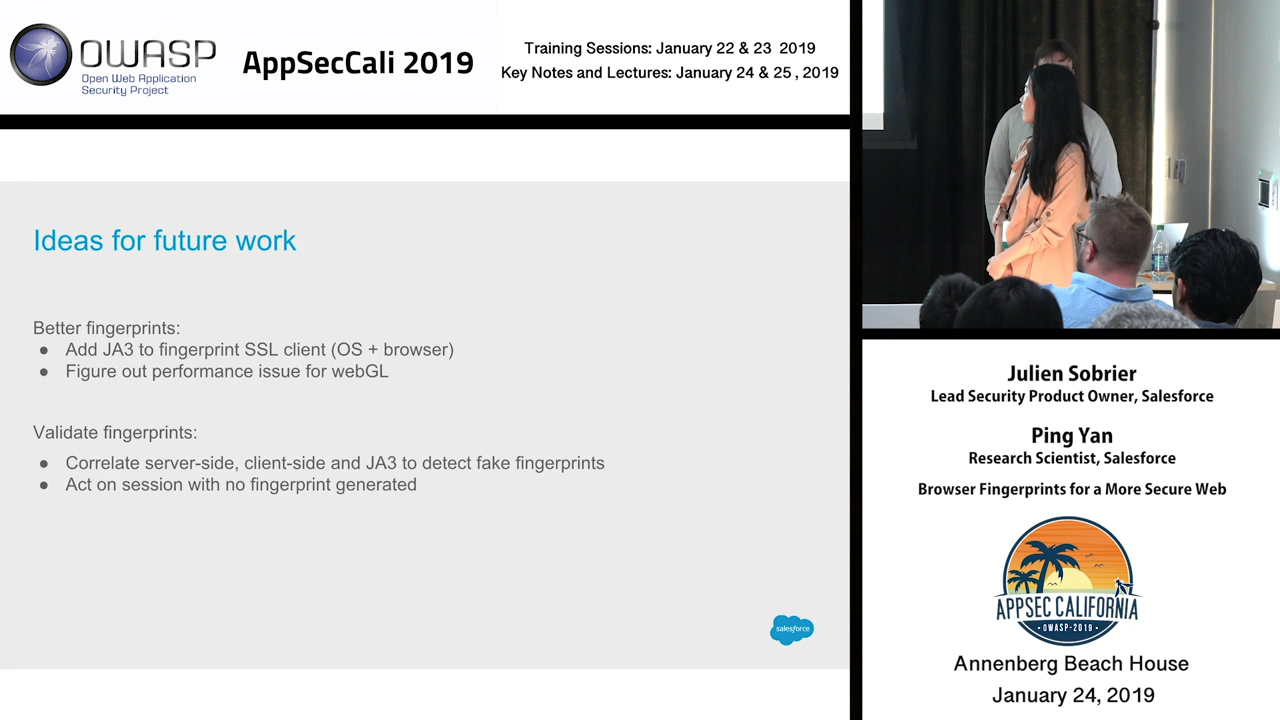 OWASP
Open Web Application
Security Project
AppSecCali 2019
Training Sessions: January 22 & 23 2019
Key Notes and Lectures: January 24 & 25 , 2019
Ideas for future work
Better fingerprints:
● Add JA3 to fingerprint SSL client (OS + browser)
● Figure out performance issue for webGL
Validate fingerprints:
● Correlate server-side, client-side and JA3 to detect fake fingerprints
● Act on session with no fingerprint generated
salesforce
Julien Sobrier
Lead Security Product Owner, Salesforce
Ping Yan
Research Scientist, Salesforce
Browser Fingerprints for a More Secure Web
APPSEC CALIFORNIA
• OWASP-2019 •
Annenberg Beach House
January 24, 2019